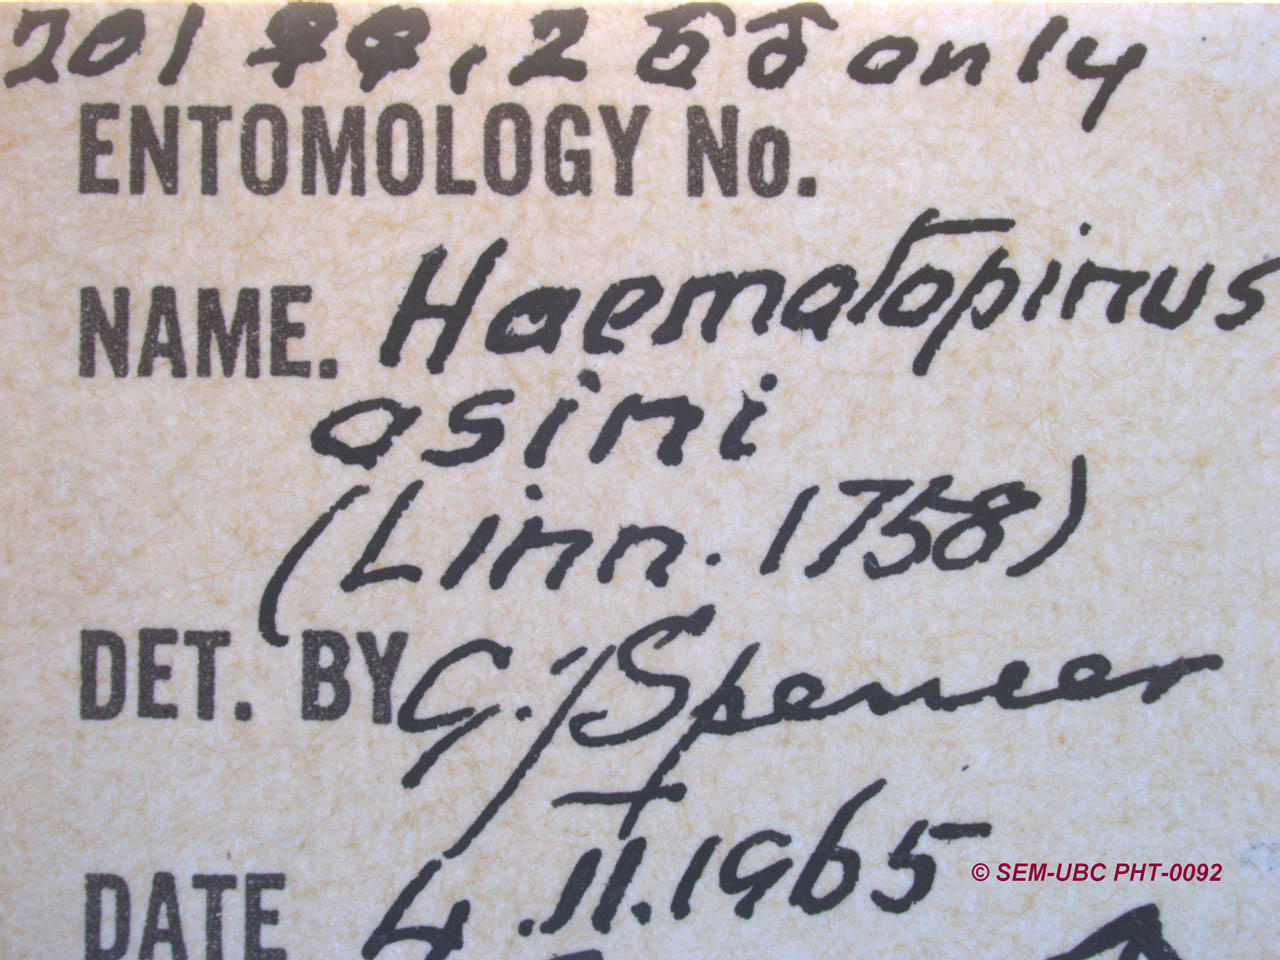 201 ♀♀, 2 ♂♂ only
ENTOMOLOGY No.
NAME. Haematopinus
asini
(Linn. 1758)
DET. BY G. J. Spencer
DATE 4.II.1965
© SEM-UBC PHT-0092